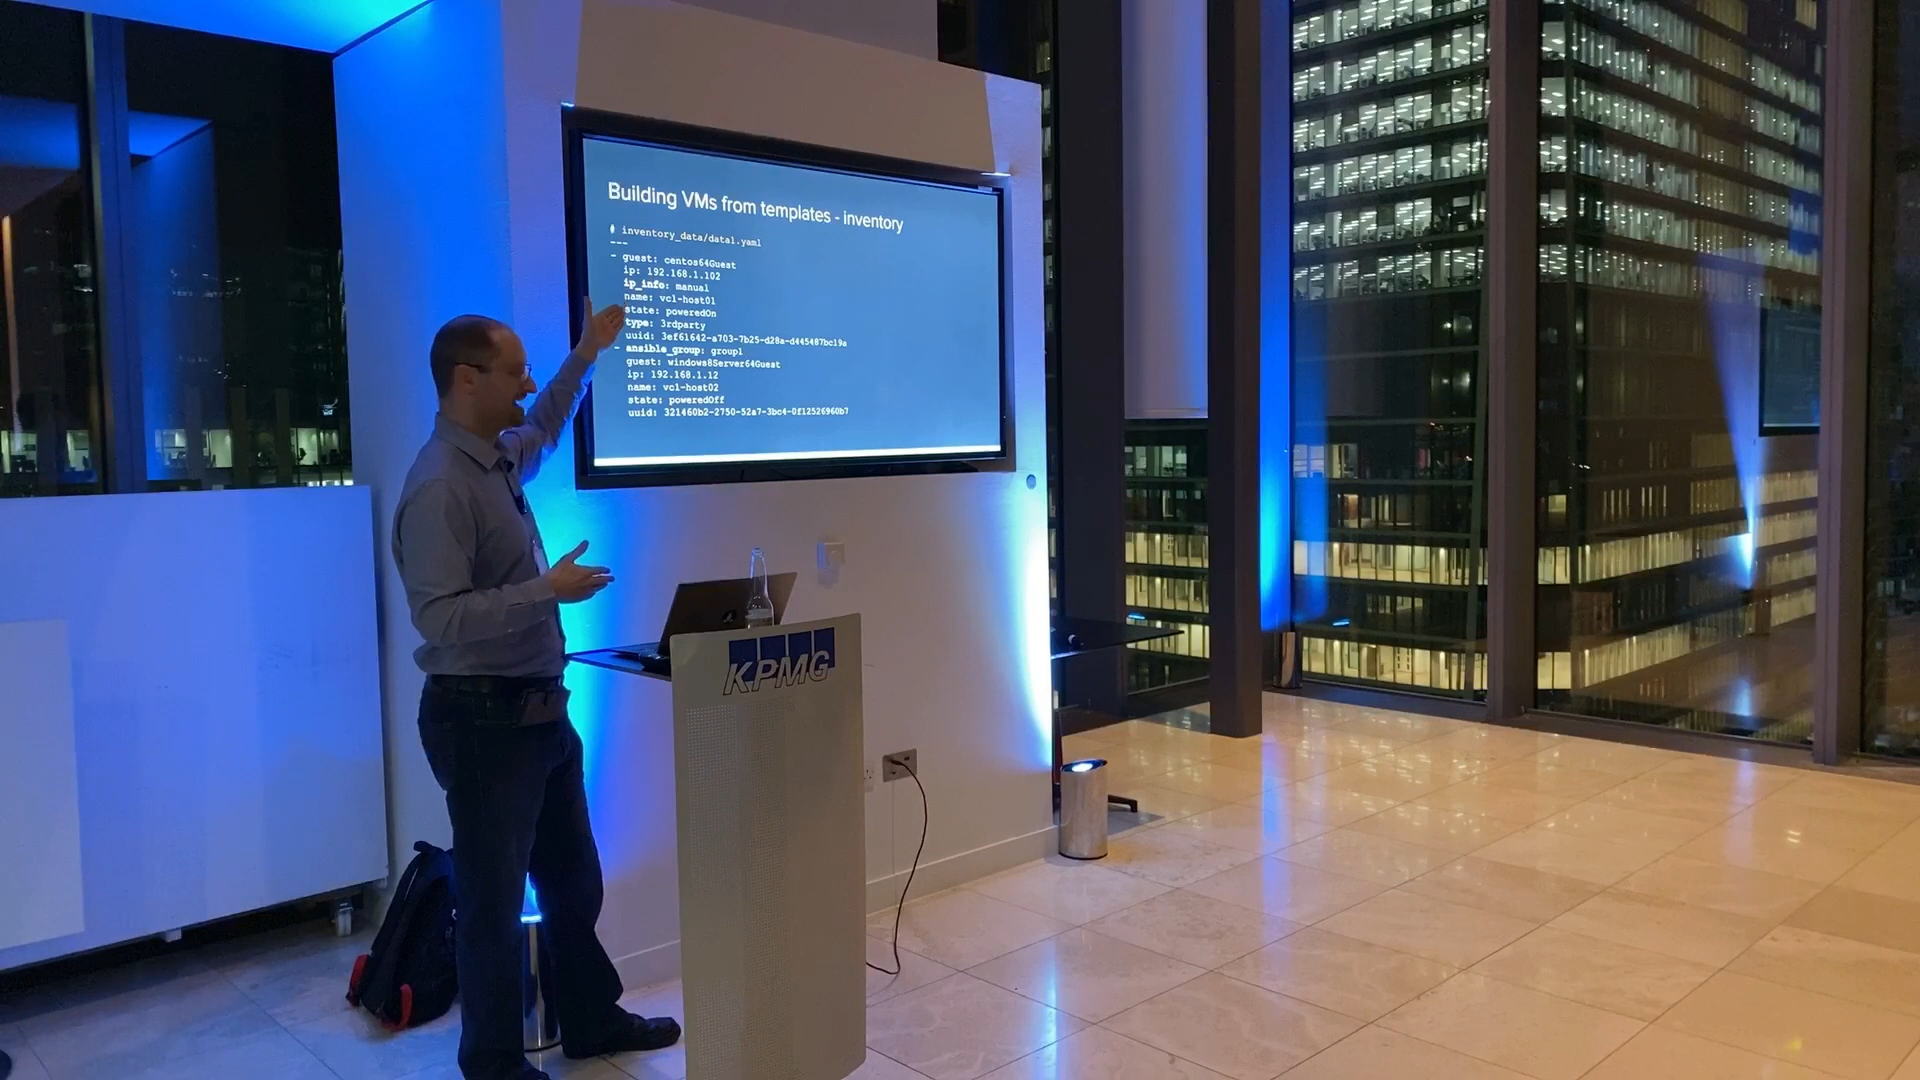 Building VMs from templates - inventory
# inventory_data/data1.yaml
---
- guest: centos64Guest
ip: 192.168.1.102
ip_info: manual
name: vcl-host01
state: poweredOn
type: 3rdparty
uuid: 3ef61642-a703-7b25-d28a-d445487bc19a
- ansible_group: group1
guest: windows8Server64Guest
ip: 192.168.1.12
name: vcl-host02
state: poweredOff
uuid: 321460b2-2750-52a7-3bc4-0f12526960b7
KPMG